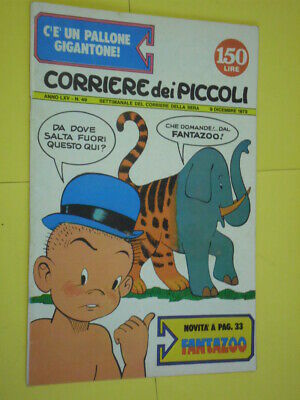 C'E' UN PALLONE
GIGANTONE!
150
LIRE
CORRIERE dei PICCOLI
ANNO LXV - N. 49
SETTIMANALE DEL CORRIERE DELLA SERA
9 DICEMBRE 1973
DA DOVE
SALTA FUORI
QUESTO QUI?
CHE DOMANDE!..DAL
FANTAZOO!
NOVITA' A PAG. 33
FANTAZOO